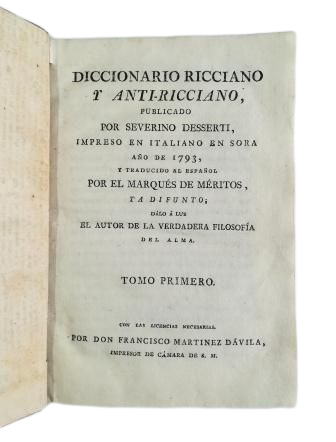 DICCIONARIO RICCIANO
Y ANTI-RICCIANO,
PUBLICADO
POR SEVERINO DESSERTI,
IMPRESO EN ITALIANO EN SORA
AÑO DE 1793,
Y TRADUCIDO AL ESPAÑOL
POR EL MARQUÉS DE MÉRITOS,
YA DIFUNTO;
DÁLO Á LUZ
EL AUTOR DE LA VERDADERA FILOSOFÍA
DEL ALMA.
TOMO PRIMERO.
CON LAS LICENCIAS NECESARIAS.
POR DON FRANCISCO MARTINEZ DÁVILA,
IMPRESOR DE CÁMARA DE S. M.